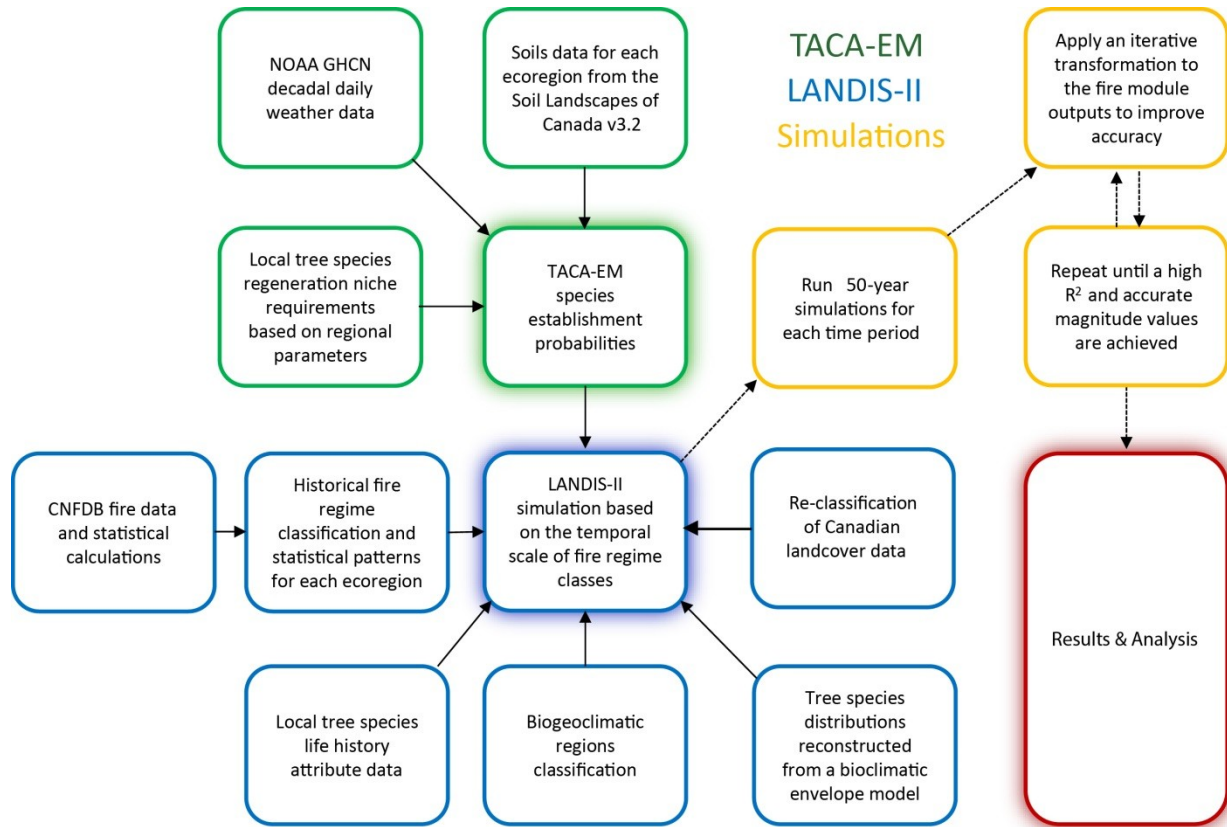 NOAA GHCN
decadal daily
weather data
Soils data for each
ecoregion from the
Soil Landscapes of
Canada v3.2
TACA-EM
LANDIS-II
Simulations
Apply an iterative
transformation to
the fire module
outputs to improve
accuracy
Local tree species
regeneration niche
requirements
based on regional
parameters
TACA-EM
species
establishment
probabilities
Run 50-year
simulations for
each time period
Repeat until a high
R² and accurate
magnitude values
are achieved
CNFDB fire data
and statistical
calculations
Historical fire
regime
classification and
statistical patterns
for each ecoregion
LANDIS-II
simulation based
on the temporal
scale of fire regime
classes
Re-classification
of Canadian
landcover data
Results & Analysis
Local tree species
life history
attribute data
Biogeoclimatic
regions
classification
Tree species
distributions
reconstructed
from a bioclimatic
envelope model